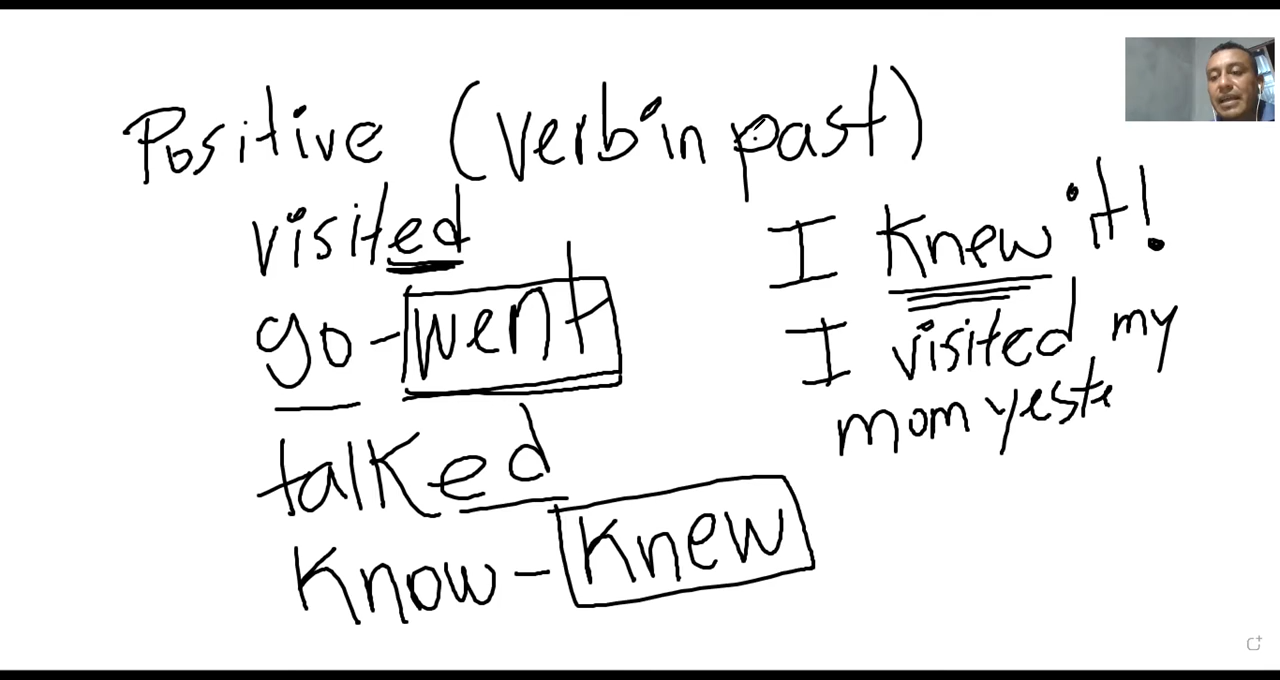 Positive (verb in past)
visited
go - went
talked
Know - Knew
I Knew it!
I visited my
mom yeste